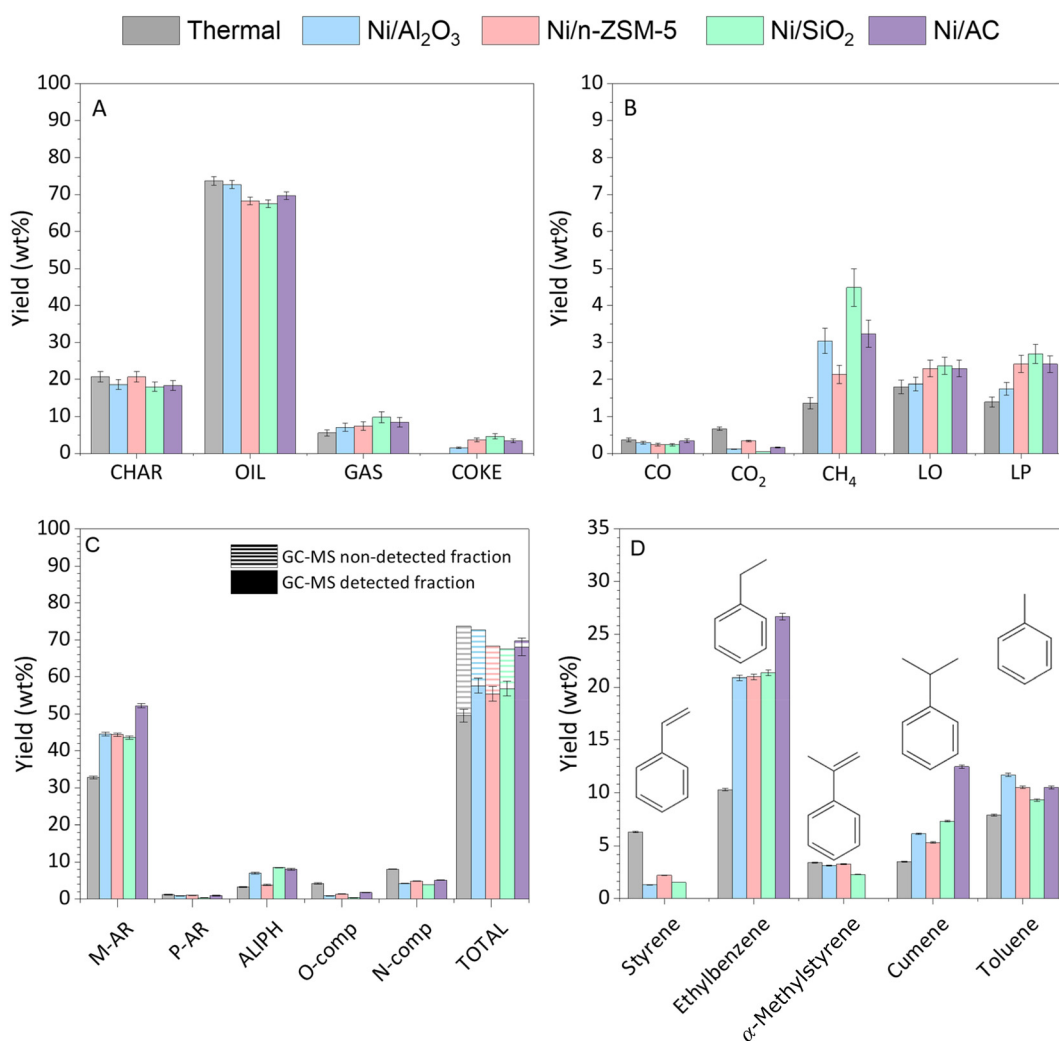 Thermal Ni/Al₂O₃ Ni/n-ZSM-5 Ni/SiO₂ Ni/AC
A
Yield (wt%)
100
90
80
70
60
50
40
30
20
10
0
CHAR OIL GAS COKE
B
Yield (wt%)
10
9
8
7
6
5
4
3
2
1
0
CO CO₂ CH₄ LO LP
C
GC-MS non-detected fraction
GC-MS detected fraction
Yield (wt%)
100
90
80
70
60
50
40
30
20
10
0
M-AR P-AR ALIPH O-comp N-comp TOTAL
D
Yield (wt%)
35
30
25
20
15
10
5
0
Styrene Ethylbenzene α-Methylstyrene Cumene Toluene